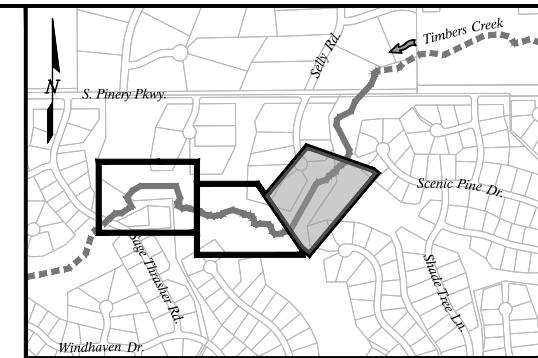 Timbers Creek
Selly Rd.
N
S. Pinery Pkwy.
Scenic Pine Dr.
Sage Thrasher Rd.
Shade Tree Ln.
Windhaven Dr.